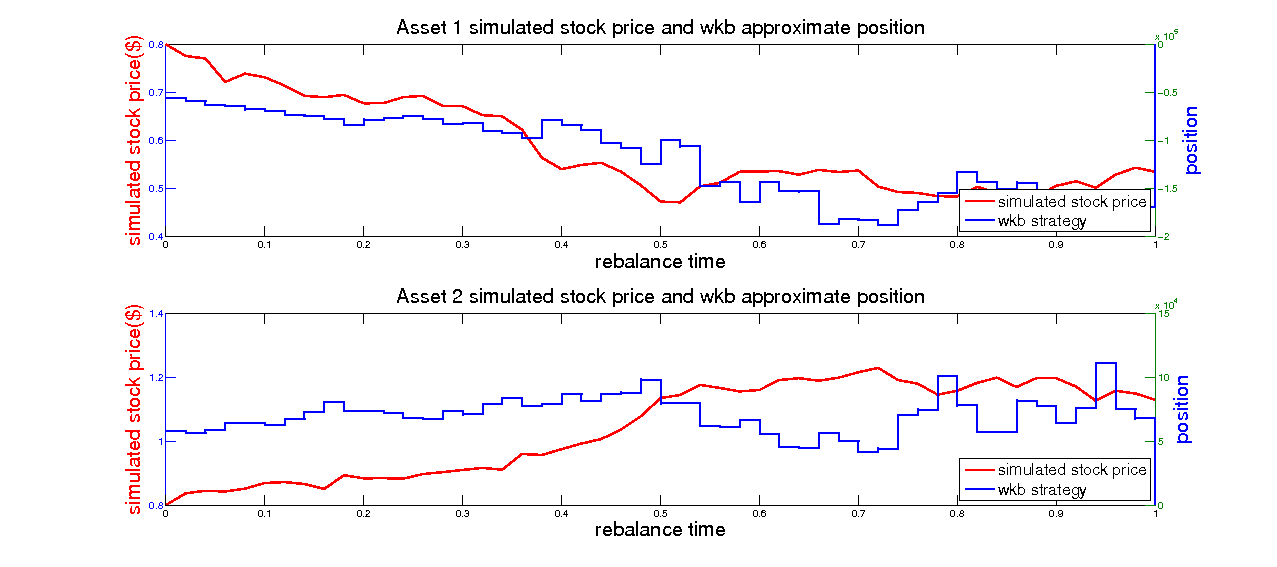 Asset 1 simulated stock price and wkb approximate position
x 10^5
simulated stock price($)
0.8
0.7
0.6
0.5
0.4
0
−0.5
−1
−1.5
−2
position
simulated stock price
wkb strategy
0 0.1 0.2 0.3 0.4 0.5 0.6 0.7 0.8 0.9 1
rebalance time
Asset 2 simulated stock price and wkb approximate position
x 10^4
simulated stock price($)
1.4
1.2
1
0.8
15
10
5
0
position
simulated stock price
wkb strategy
0 0.1 0.2 0.3 0.4 0.5 0.6 0.7 0.8 0.9 1
rebalance time